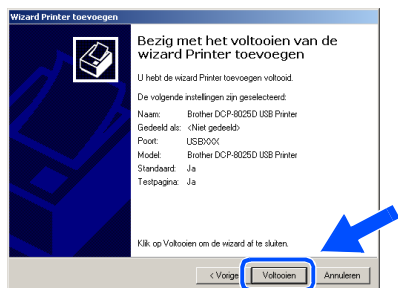 Wizard Printer toevoegen
Bezig met het voltooien van de
wizard Printer toevoegen
U hebt de wizard Printer toevoegen voltooid.
De volgende instellingen zijn geselecteerd:
Naam: Brother DCP-8025D USB Printer
Gedeeld als: <Niet gedeeld>
Poort: USBXXX
Model: Brother DCP-8025D USB Printer
Standaard: Ja
Testpagina: Ja
Klik op Voltooien om de wizard af te sluiten.
< Vorige Voltooien Annuleren